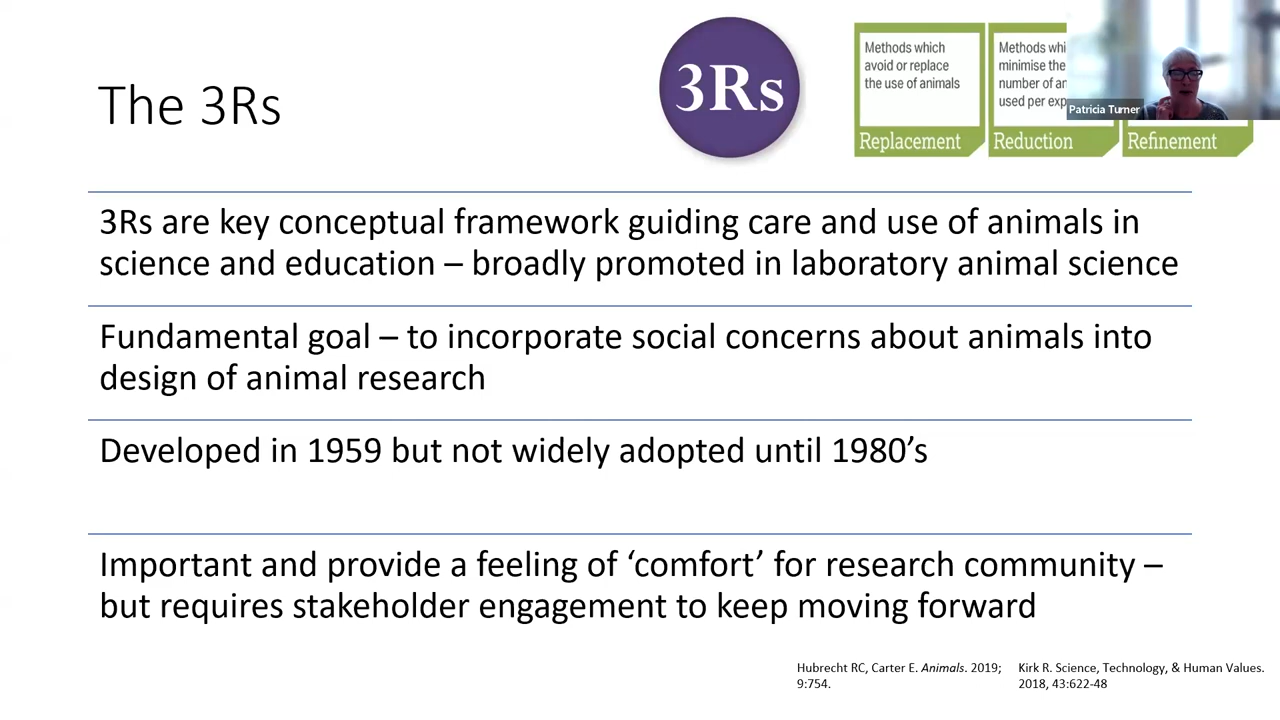 The 3Rs
3Rs
Methods which
avoid or replace
the use of animals
Replacement
Methods
minimise the
number of
used per
Reduction
Refinement
Patricia Turner
3Rs are key conceptual framework guiding care and use of animals in
science and education – broadly promoted in laboratory animal science
Fundamental goal – to incorporate social concerns about animals into
design of animal research
Developed in 1959 but not widely adopted until 1980’s
Important and provide a feeling of ‘comfort’ for research community –
but requires stakeholder engagement to keep moving forward
Hubrecht RC, Carter E. Animals. 2019;
9:754.
Kirk R. Science, Technology, & Human Values.
2018, 43:622-48